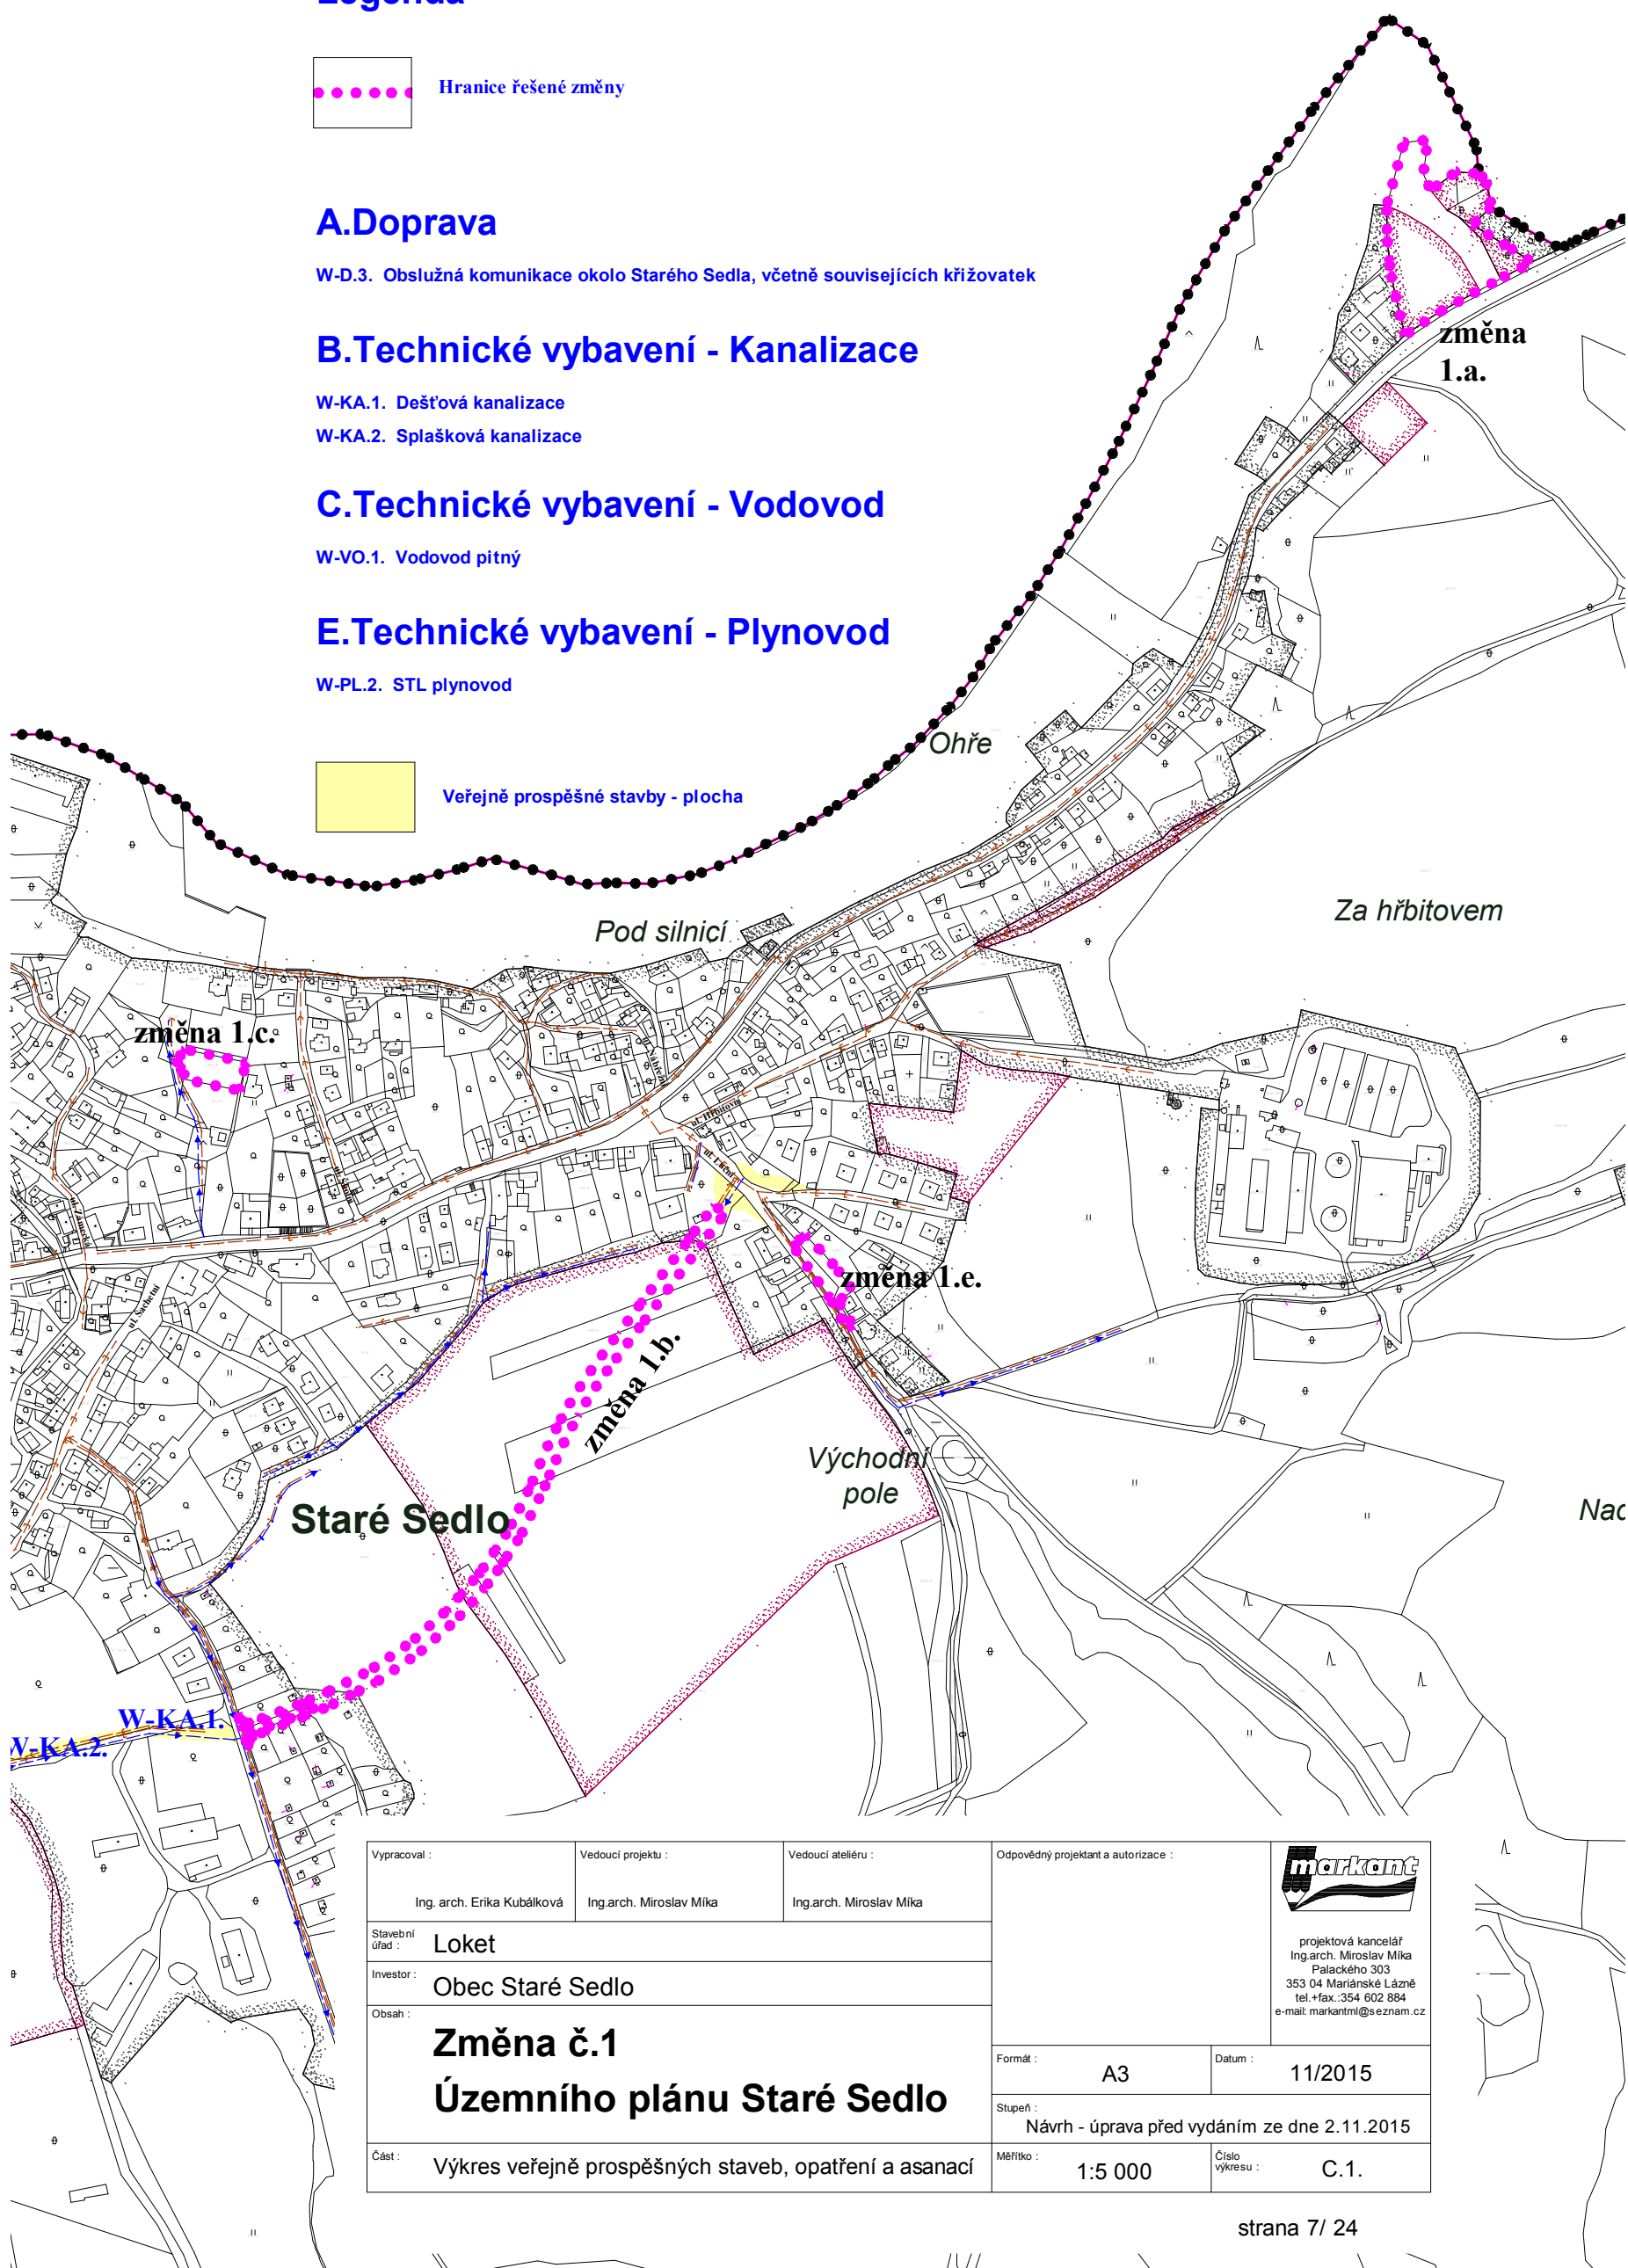 Legenda
Hranice řešené změny
A.Doprava
W-D.3. Obslužná komunikace okolo Starého Sedla, včetně souvisejících křižovatek
B.Technické vybavení - Kanalizace
W-KA.1. Dešťová kanalizace
W-KA.2. Splašková kanalizace
C.Technické vybavení - Vodovod
W-VO.1. Vodovod pitný
E.Technické vybavení - Plynovod
W-PL.2. STL plynovod
Veřejně prospěšné stavby - plocha
změna
1.a.
Ohře
Za hřbitovem
Pod silnicí
změna 1.c.
změna 1.e.
změna 1.b.
Východní
pole
Staré Sedlo
ul. Šachetní
W-KA.1.
W-KA.2.
Vypracoval :
Ing. arch. Erika Kubálková
Vedoucí projektu :
Ing.arch. Miroslav Míka
Vedoucí ateliéru :
Ing.arch. Miroslav Míka
Odpovědný projektant a autorizace :
markant
projektová kancelář
Ing.arch. Miroslav Míka
Palackého 303
353 04 Mariánské Lázně
tel.+fax.:354 602 884
e-mail: markantml@seznam.cz
Stavební
úřad :
Loket
Investor :
Obec Staré Sedlo
Obsah :
Změna č.1
Územního plánu Staré Sedlo
Formát :
A3
Datum :
11/2015
Stupeň :
Návrh - úprava před vydáním ze dne 2.11.2015
Část :
Výkres veřejně prospěšných staveb, opatření a asanací
Měřítko :
1:5 000
Číslo
výkresu :
C.1.
strana 7/ 24